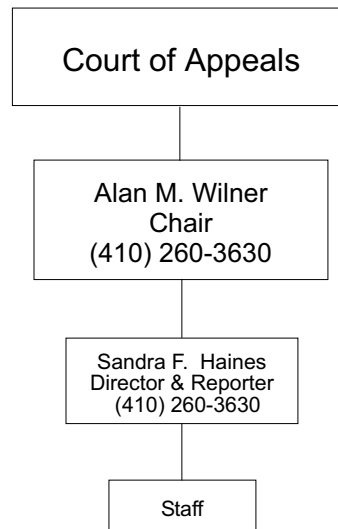 Court of Appeals
Alan M. Wilner
Chair
(410) 260-3630
Sandra F. Haines
Director & Reporter
(410) 260-3630
Staff